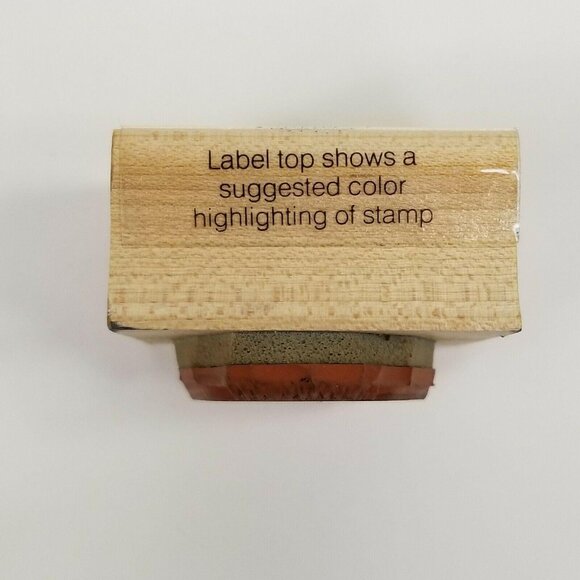 Label top shows a
suggested color
highlighting of stamp